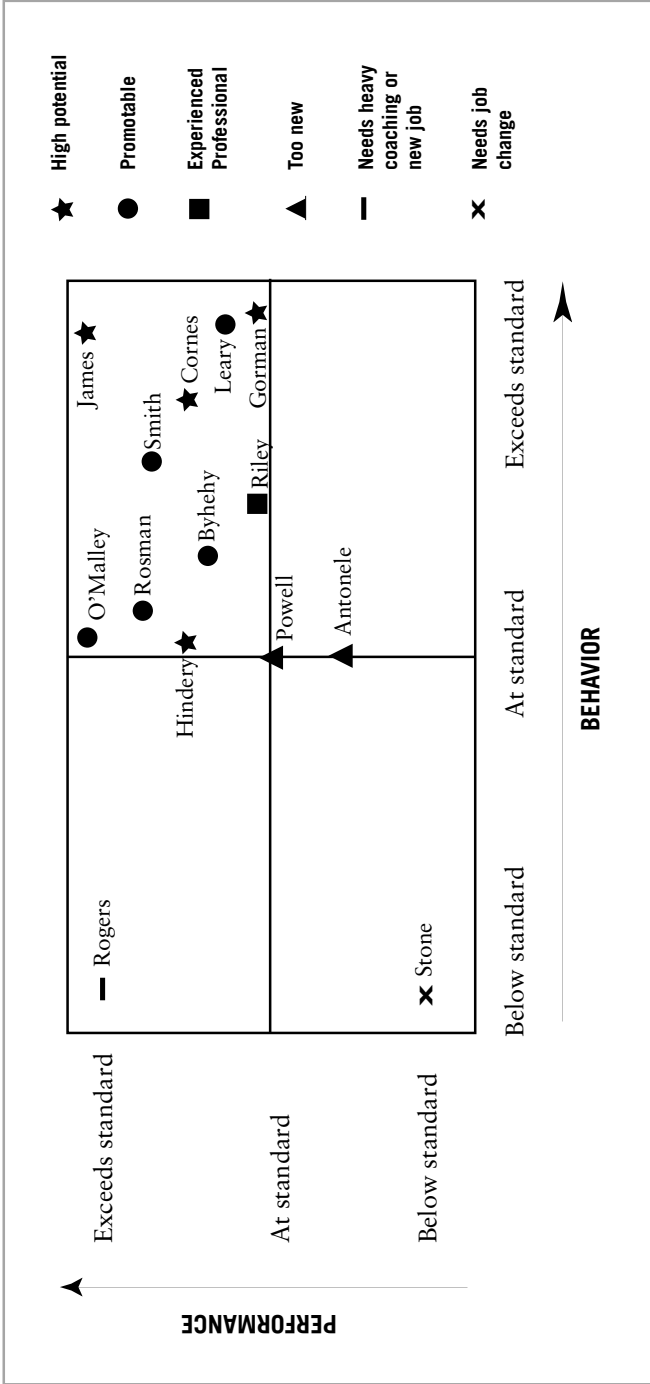 PERFORMANCE
Exceeds standard
At standard
Below standard
Rogers
Stone
O'Malley
James
Rosman
Smith
Hindery
Cornes
Byhehy
Leary
Riley
Gorman
Powell
Antonele
Below standard
At standard
Exceeds standard
BEHAVIOR
High potential
Promotable
Experienced
Professional
Too new
Needs heavy
coaching or
new job
Needs job
change